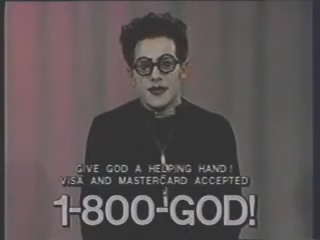 GIVE GOD A HELPING HAND!
VISA AND MASTERCARD ACCEPTED
1-800-GOD!